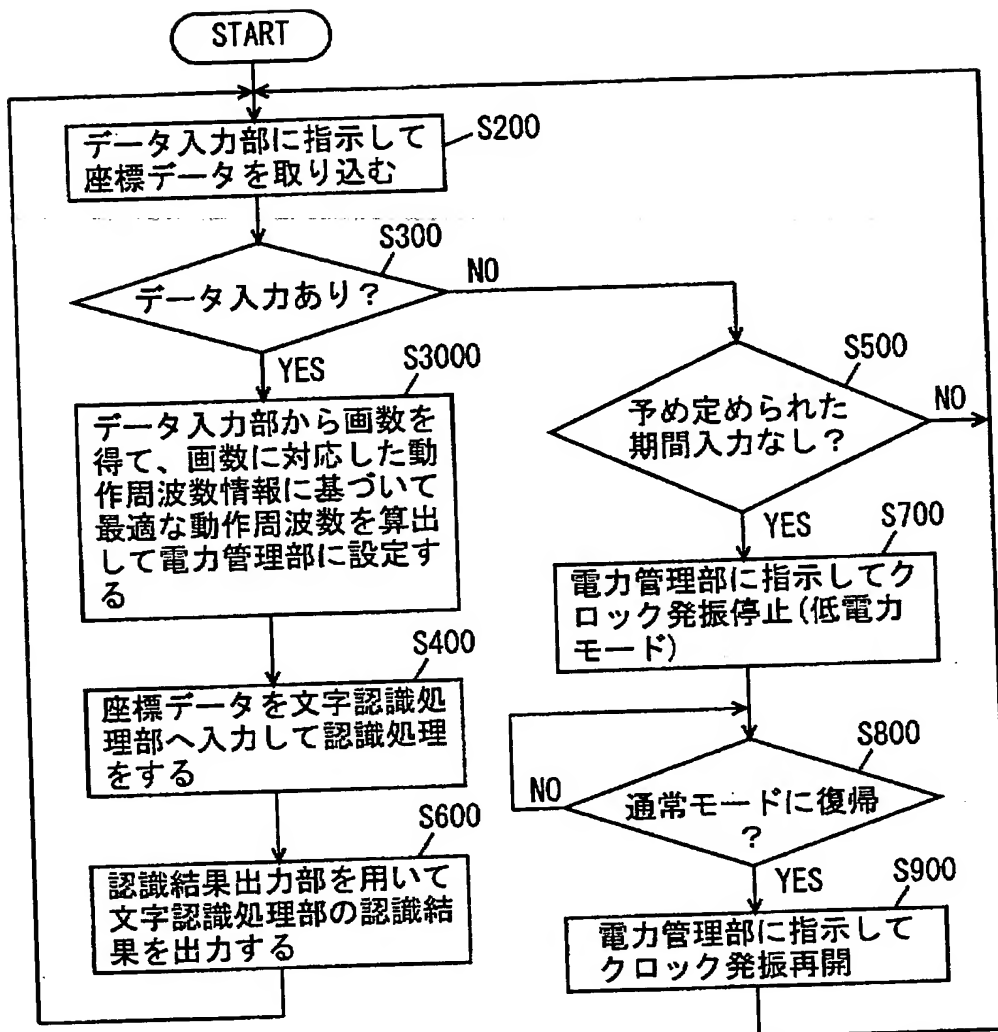 START
データ入力部に指示して
座標データを取り込む
S200
データ入力あり？
S300
NO
YES
S3000
データ入力部から画数を
得て、画数に対応した動
作周波数情報に基づいて
最適な動作周波数を算出
して電力管理部に設定す
る
S400
座標データを文字認識処
理部へ入力して認識処理
をする
S600
認識結果出力部を用いて
文字認識処理部の認識結
果を出力する
S500
予め定められた
期間入力なし？
NO
YES
S700
電力管理部に指示してク
ロック発振停止(低電力
モード)
S800
通常モードに復帰
？
NO
YES
S900
電力管理部に指示して
クロック発振再開